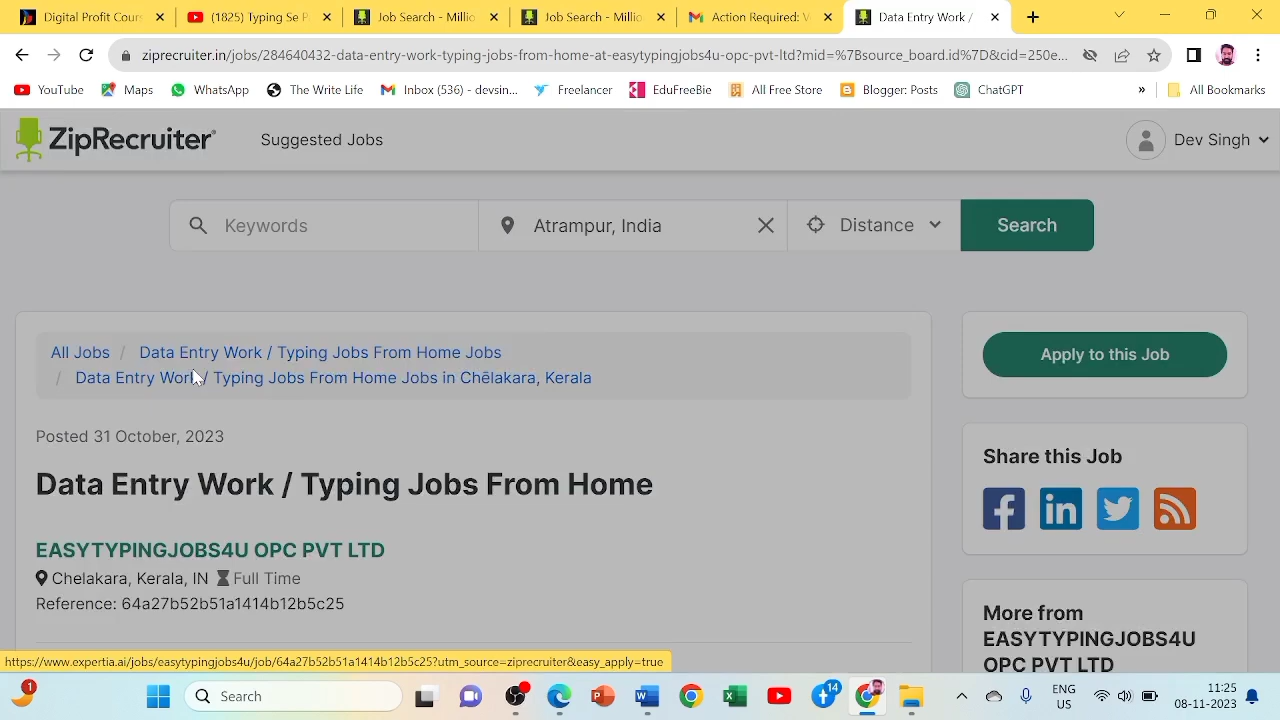 Digital Profit Cours
(1825) Typing Se P
Job Search - Millio
Job Search - Millio
Action Required: V
Data Entry Work /
ziprecruiter.in/jobs/284640432-data-entry-work-typing-jobs-from-home-at-easytypingjobs4u-opc-pvt-ltd?mid=%7Bsource_board.id%7D&cid=250e...
YouTube
Maps
WhatsApp
The Write Life
Inbox (536) - devsin...
Freelancer
EduFreeBie
All Free Store
Blogger: Posts
ChatGPT
»
All Bookmarks
ZipRecruiter
Suggested Jobs
Dev Singh
Keywords
Atrampur, India
Distance
Search
All Jobs / Data Entry Work / Typing Jobs From Home Jobs
/ Data Entry Work / Typing Jobs From Home Jobs in Chēlakara, Kerala
Apply to this Job
Posted 31 October, 2023
Data Entry Work / Typing Jobs From Home
Share this Job
EASYTYPINGJOBS4U OPC PVT LTD
Chelakara, Kerala, IN Full Time
Reference: 64a27b52b51a1414b12b5c25
More from
EASYTYPINGJOBS4U
OPC PVT LTD
https://www.expertia.ai/jobs/easytypingjobs4u/job/64a27b52b51a1414b12b5c25?utm_source=ziprecruiter&easy_apply=true
1
Search
14
ENG
US
11:25
08-11-2023